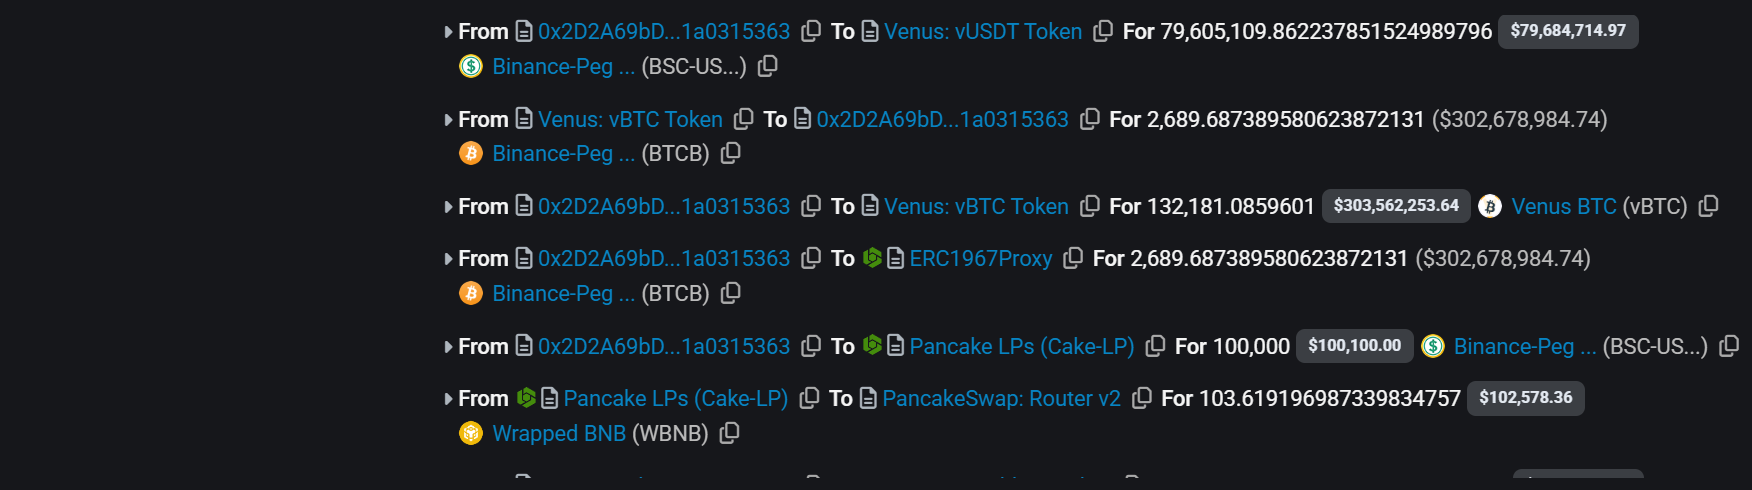 From 0x2D2A69bD...1a0315363 To Venus: vUSDT Token For 79,605,109.862237851524989796 $79,684,714.97
Binance-Peg ... (BSC-US...)
From Venus: vBTC Token To 0x2D2A69bD...1a0315363 For 2,689.687389580623872131 ($302,678,984.74)
Binance-Peg ... (BTCB)
From 0x2D2A69bD...1a0315363 To Venus: vBTC Token For 132,181.0859601 $303,562,253.64 Venus BTC (vBTC)
From 0x2D2A69bD...1a0315363 To ERC1967Proxy For 2,689.687389580623872131 ($302,678,984.74)
Binance-Peg ... (BTCB)
From 0x2D2A69bD...1a0315363 To Pancake LPs (Cake-LP) For 100,000 $100,100.00 Binance-Peg ... (BSC-US...)
From Pancake LPs (Cake-LP) To PancakeSwap: Router v2 For 103.619196987339834757 $102,578.36
Wrapped BNB (WBNB)